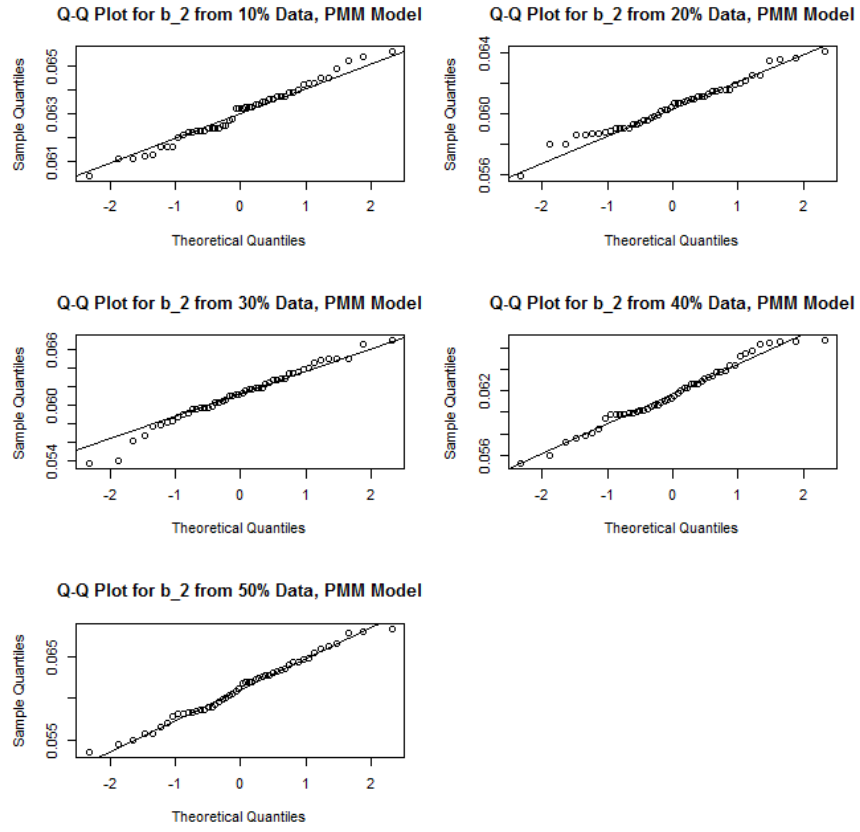 Q-Q Plot for b_2 from 10% Data, PMM Model
Sample Quantiles
0.061 0.063 0.065
-2 -1 0 1 2
Theoretical Quantiles
Q-Q Plot for b_2 from 20% Data, PMM Model
Sample Quantiles
0.056 0.060 0.064
-2 -1 0 1 2
Theoretical Quantiles
Q-Q Plot for b_2 from 30% Data, PMM Model
Sample Quantiles
0.054 0.060 0.066
-2 -1 0 1 2
Theoretical Quantiles
Q-Q Plot for b_2 from 40% Data, PMM Model
Sample Quantiles
0.056 0.062
-2 -1 0 1 2
Theoretical Quantiles
Q-Q Plot for b_2 from 50% Data, PMM Model
Sample Quantiles
0.055 0.065
-2 -1 0 1 2
Theoretical Quantiles